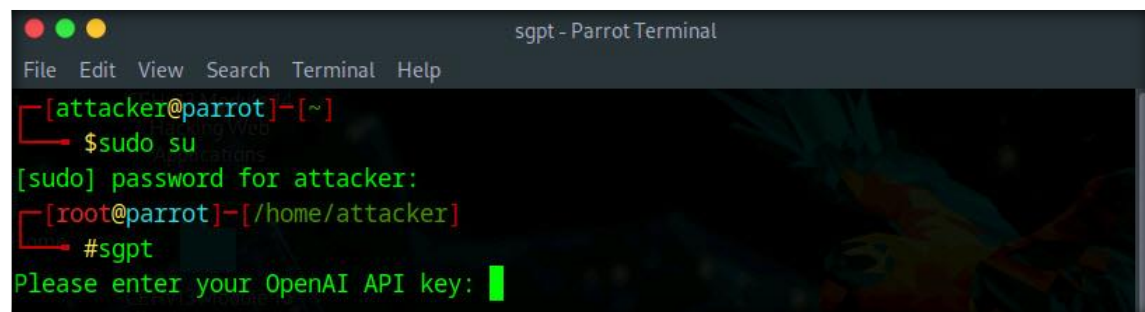 sgpt - Parrot Terminal
File Edit View Search Terminal Help
[attacker@parrot]-[~]
$sudo su
[sudo] password for attacker:
[root@parrot]-[/home/attacker]
#sgpt
Please enter your OpenAI API key: